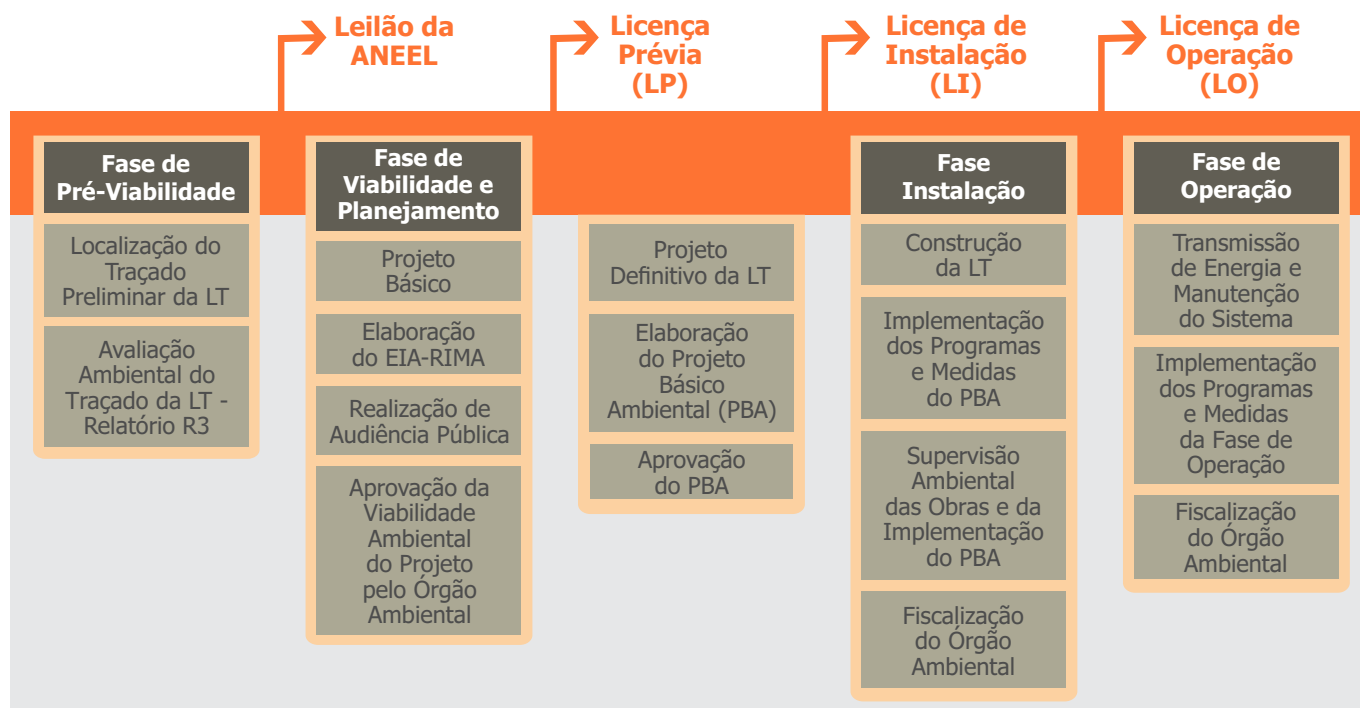 Leilão da
ANEEL
Licença
Prévia
(LP)
Licença de
Instalação
(LI)
Licença de
Operação
(LO)
Fase de
Pré-Viabilidade
Localização do
Traçado
Preliminar da LT
Avaliação
Ambiental do
Traçado da LT -
Relatório R3
Fase de
Viabilidade e
Planejamento
Projeto
Básico
Elaboração
do EIA-RIMA
Realização de
Audiência Pública
Aprovação da
Viabilidade
Ambiental
do Projeto
pelo Órgão
Ambiental
Projeto
Definitivo da LT
Elaboração
do Projeto
Básico
Ambiental (PBA)
Aprovação
do PBA
Fase
Instalação
Construção
da LT
Implementação
dos Programas
e Medidas
do PBA
Supervisão
Ambiental
das Obras e da
Implementação
do PBA
Fiscalização
do Órgão
Ambiental
Fase de
Operação
Transmissão
de Energia e
Manutenção
do Sistema
Implementação
dos Programas
e Medidas
da Fase de
Operação
Fiscalização
do Órgão
Ambiental